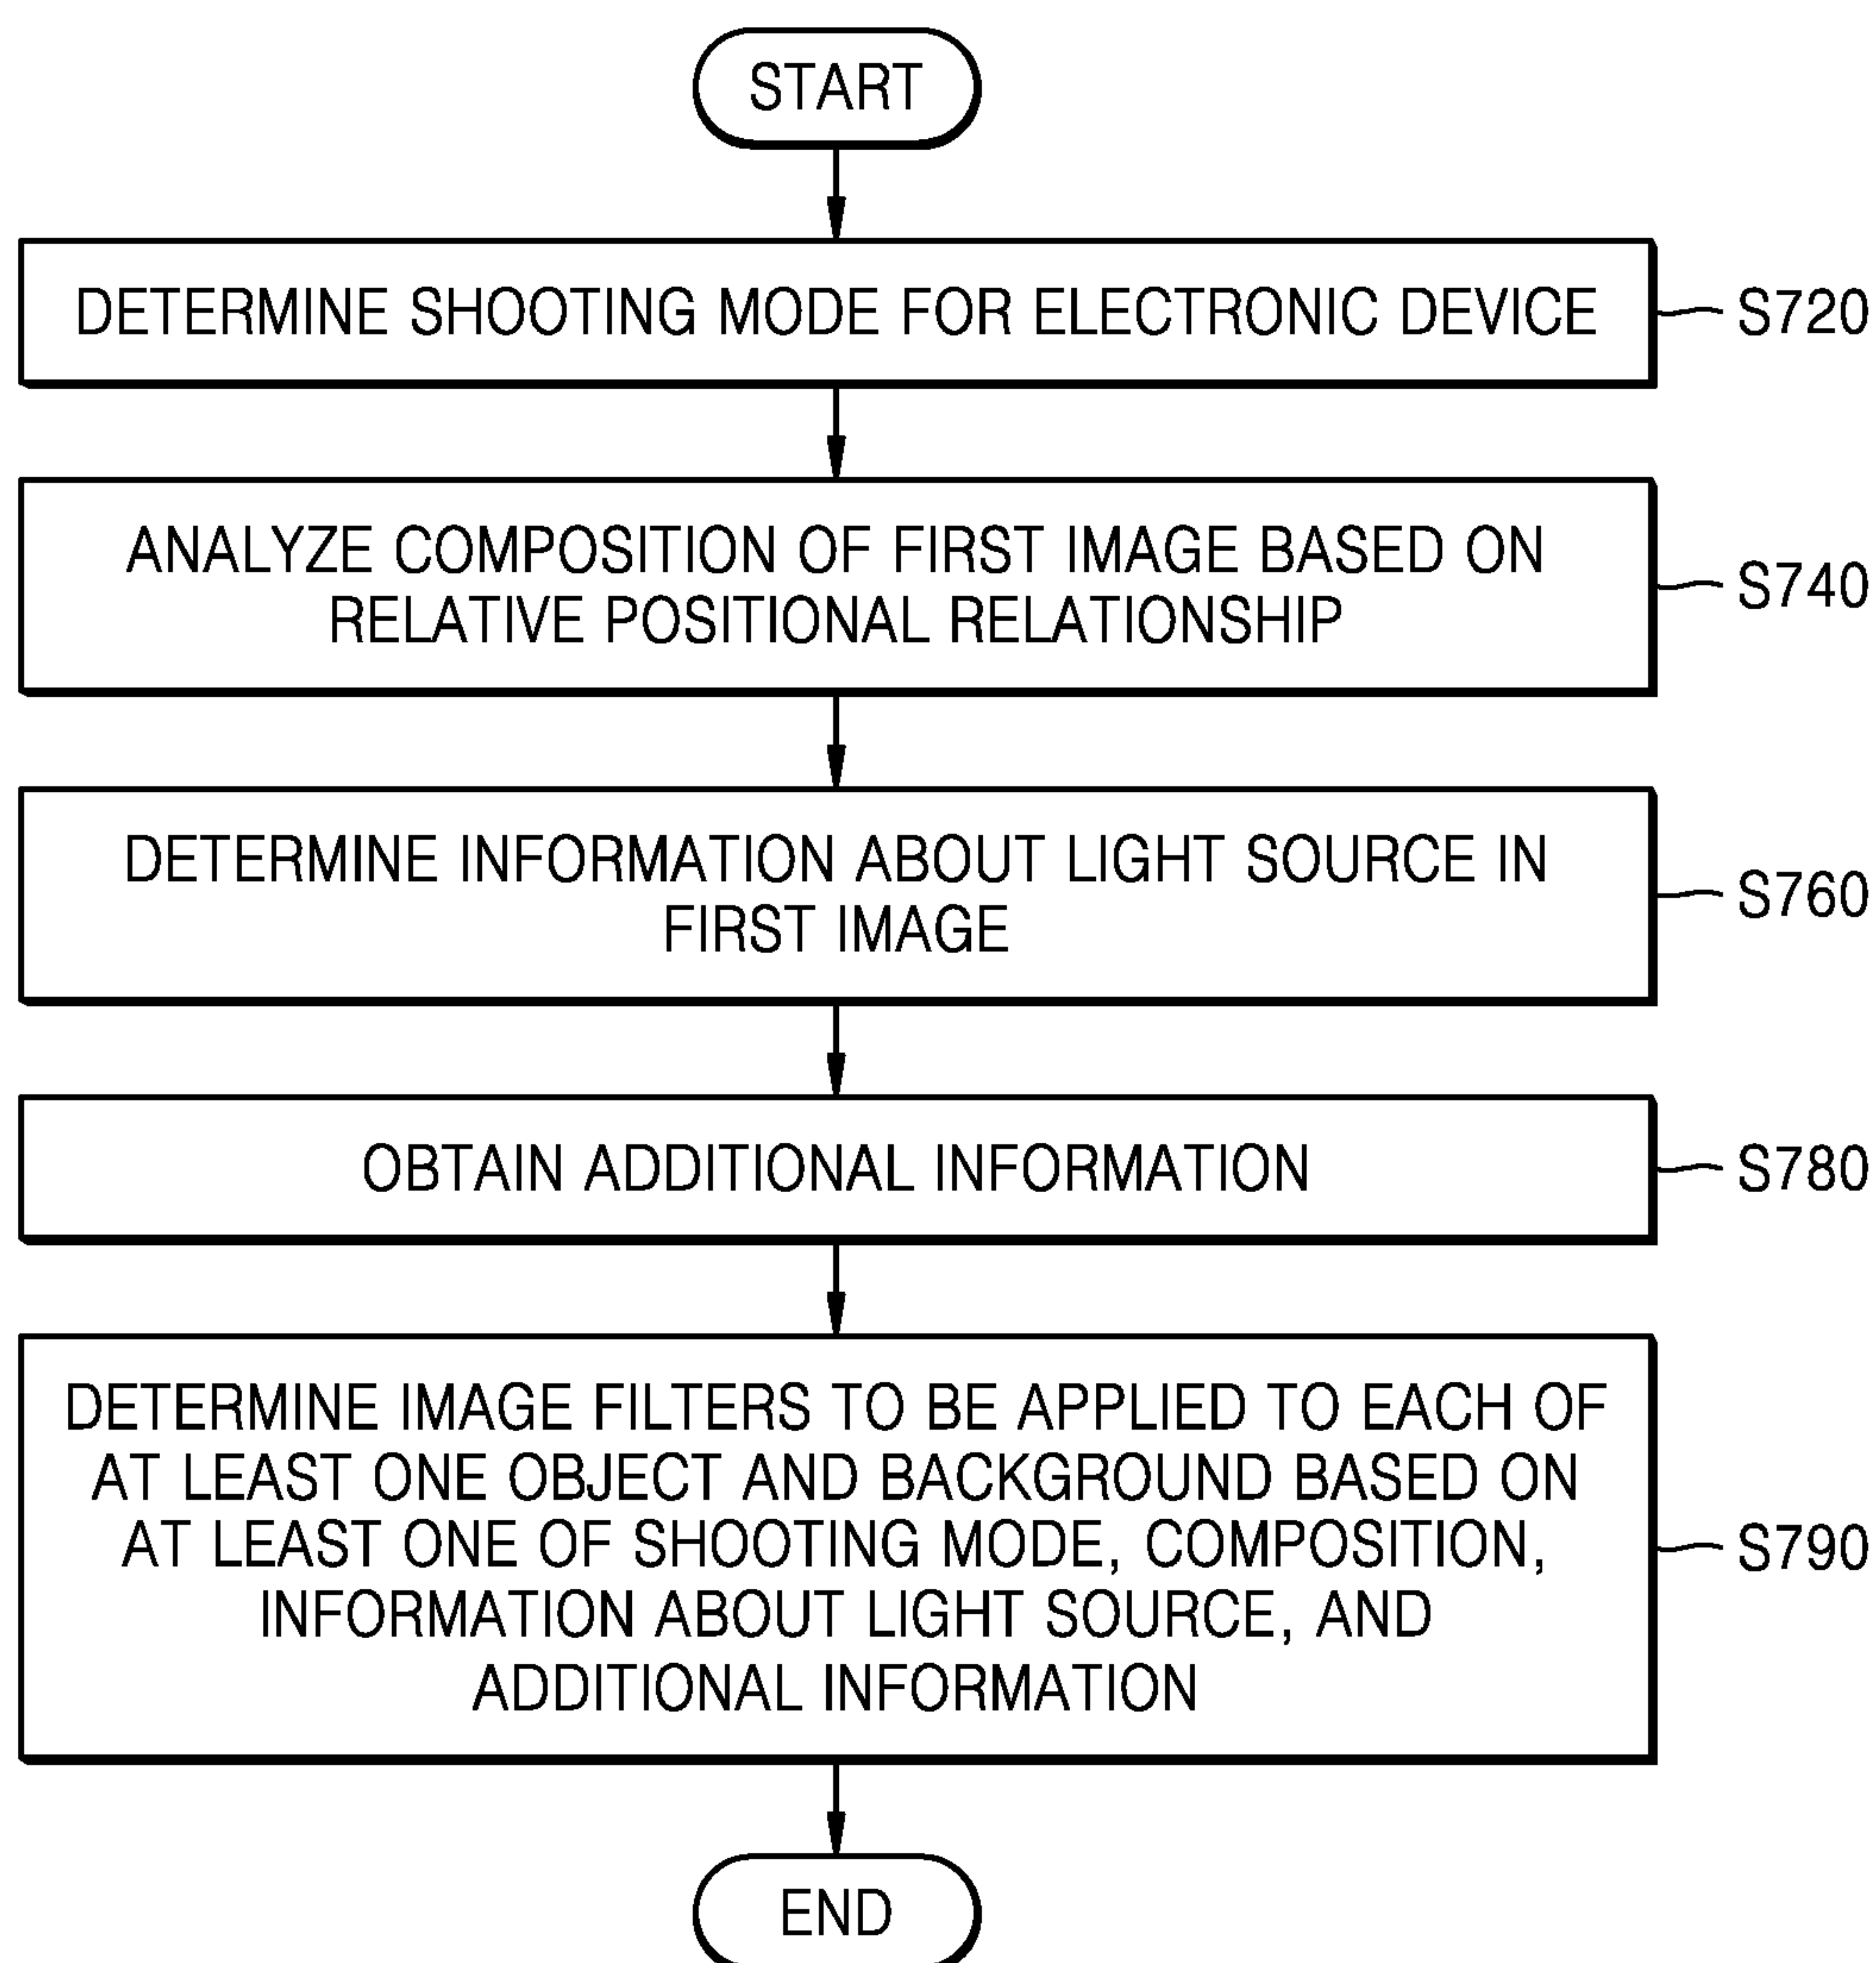 START
DETERMINE SHOOTING MODE FOR ELECTRONIC DEVICE
S720
ANALYZE COMPOSITION OF FIRST IMAGE BASED ON
RELATIVE POSITIONAL RELATIONSHIP
S740
DETERMINE INFORMATION ABOUT LIGHT SOURCE IN
FIRST IMAGE
S760
OBTAIN ADDITIONAL INFORMATION
S780
DETERMINE IMAGE FILTERS TO BE APPLIED TO EACH OF
AT LEAST ONE OBJECT AND BACKGROUND BASED ON
AT LEAST ONE OF SHOOTING MODE, COMPOSITION,
INFORMATION ABOUT LIGHT SOURCE, AND
ADDITIONAL INFORMATION
S790
END